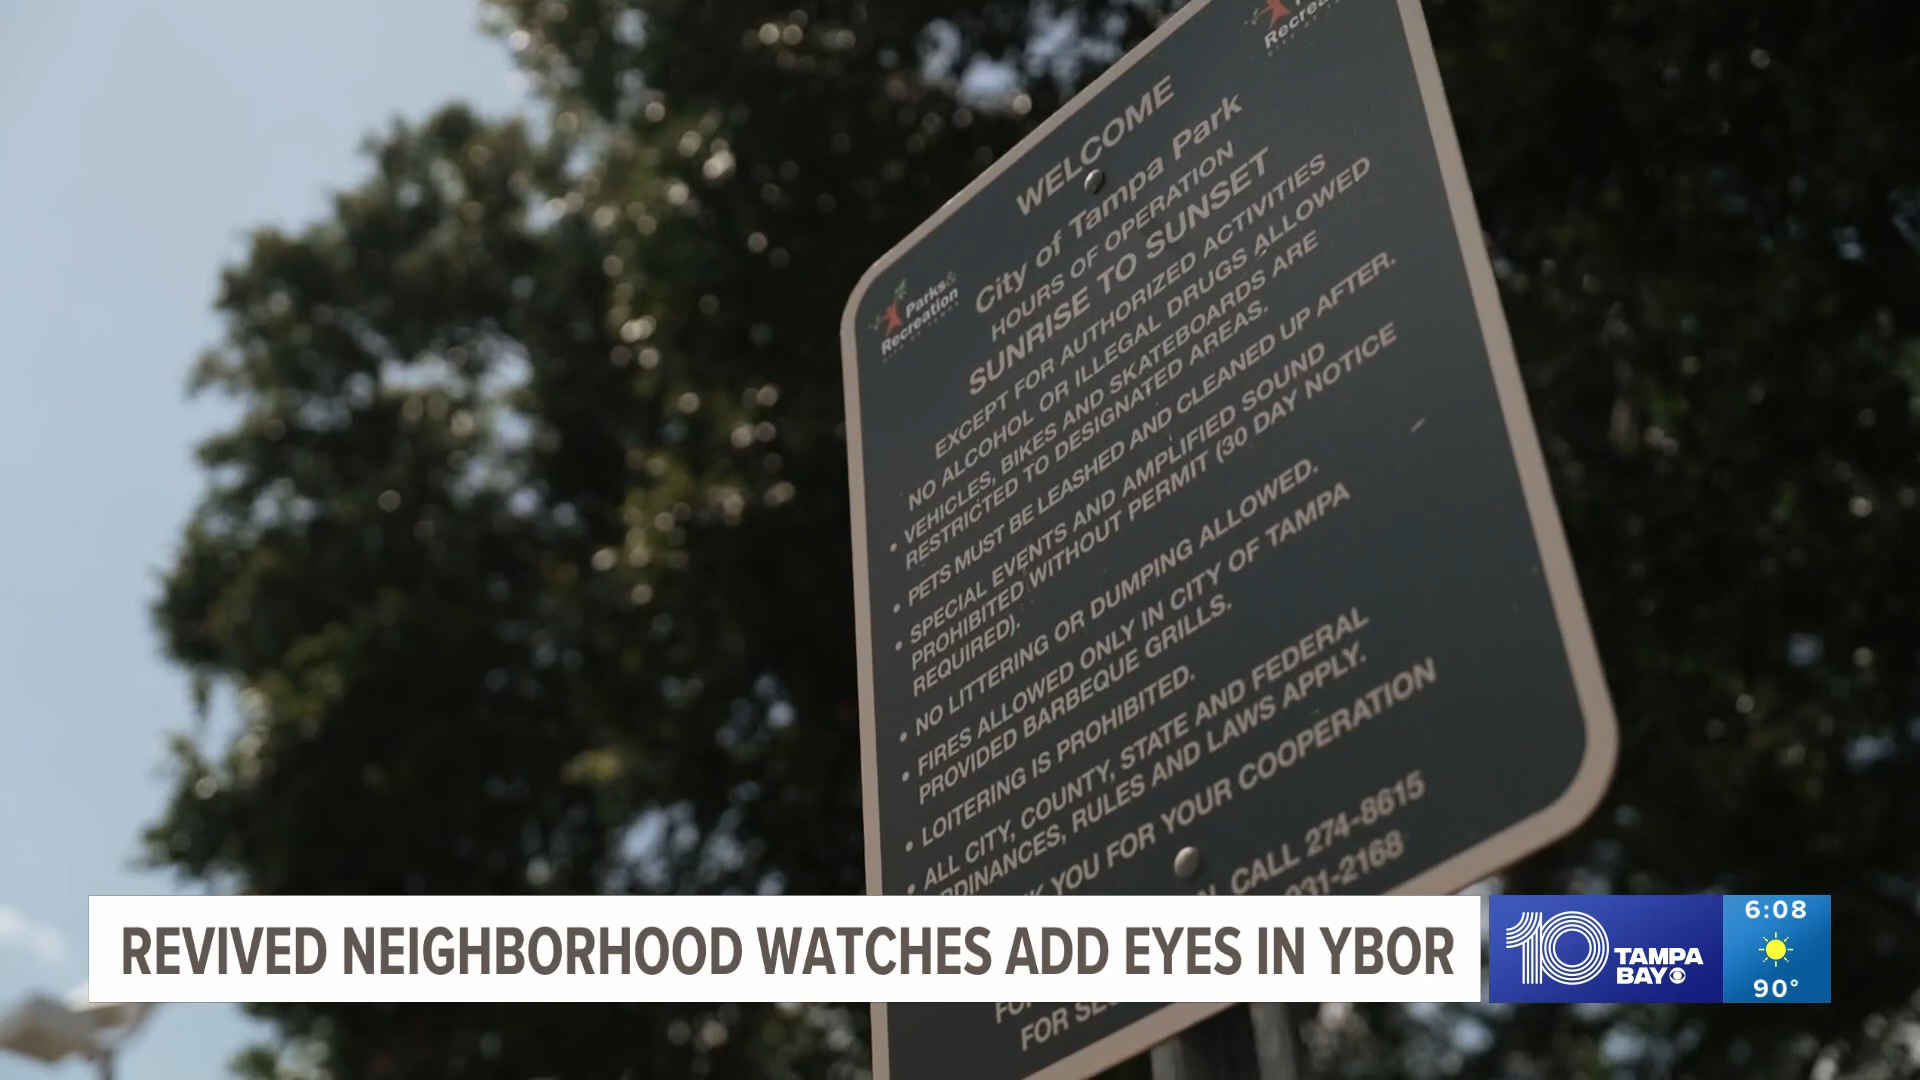 Recrea
WELCOME
Parks&
Recreation
City of Tampa Park
HOURS OF OPERATION
SUNRISE TO SUNSET
EXCEPT FOR AUTHORIZED ACTIVITIES
NO ALCOHOL OR ILLEGAL DRUGS ALLOWED
• VEHICLES, BIKES AND SKATEBOARDS ARE
RESTRICTED TO DESIGNATED AREAS.
• PETS MUST BE LEASHED AND CLEANED UP AFTER.
• SPECIAL EVENTS AND AMPLIFIED SOUND
PROHIBITED WITHOUT PERMIT (30 DAY NOTICE
REQUIRED).
• NO LITTERING OR DUMPING ALLOWED.
• FIRES ALLOWED ONLY IN CITY OF TAMPA
PROVIDED BARBEQUE GRILLS.
• LOITERING IS PROHIBITED.
• ALL CITY, COUNTY, STATE AND FEDERAL
RDINANCES, RULES AND LAWS APPLY.
K YOU FOR YOUR COOPERATION
N CALL 274-8615
931-2168
FOR SE
REVIVED NEIGHBORHOOD WATCHES ADD EYES IN YBOR
10 TAMPA BAY
6:08
90°